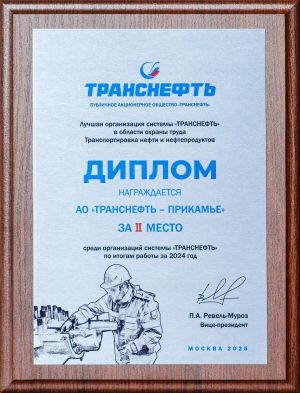 ТРАНСНЕФТЬ
ПУБЛИЧНОЕ АКЦИОНЕРНОЕ ОБЩЕСТВО «ТРАНСНЕФТЬ»
Лучшая организация системы «ТРАНСНЕФТЬ»
в области охраны труда
Транспортировка нефти и нефтепродуктов
ДИПЛОМ
НАГРАЖДАЕТСЯ
АО «ТРАНСНЕФТЬ – ПРИКАМЬЕ»
ЗА II МЕСТО
среди организаций системы «ТРАНСНЕФТЬ»
по итогам работы за 2024 год
П.А. Ревель-Муроз
Вице-президент
МОСКВА 2025